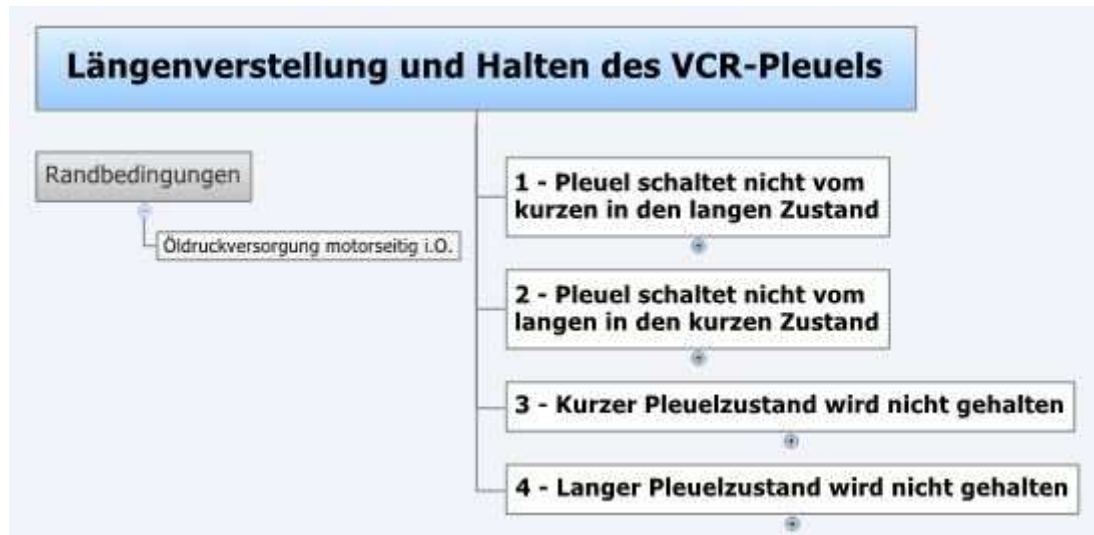 Längenverstellung und Halten des VCR-Pleuels
Randbedingungen
Öldruckversorgung motorseitig i.O.
1 - Pleuel schaltet nicht vom
kurzen in den langen Zustand
2 - Pleuel schaltet nicht vom
langen in den kurzen Zustand
3 - Kurzer Pleuelzustand wird nicht gehalten
4 - Langer Pleuelzustand wird nicht gehalten